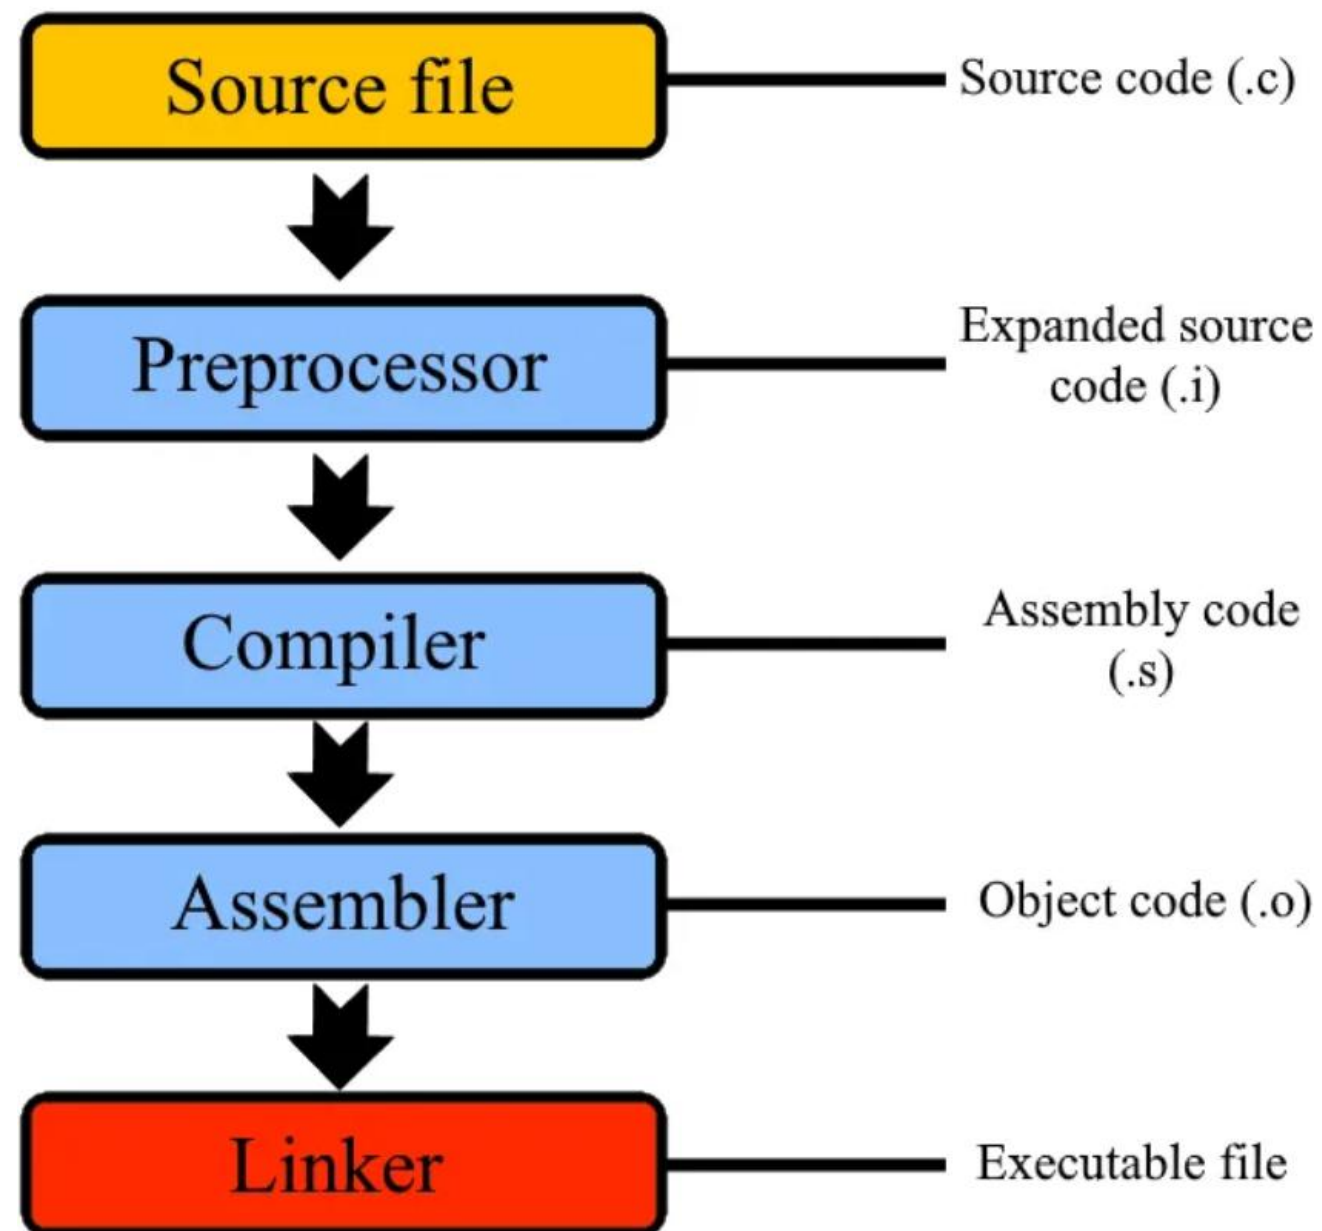 Source file
Source code (.c)
Preprocessor
Expanded source
code (.i)
Compiler
Assembly code
(.s)
Assembler
Object code (.o)
Linker
Executable file